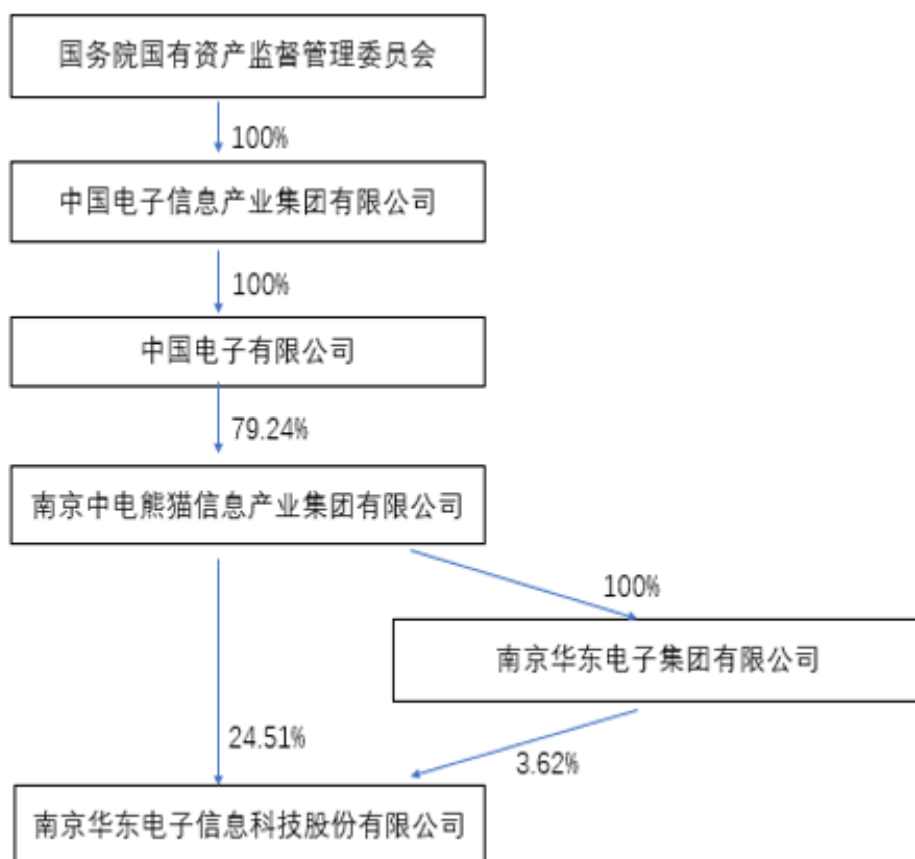 国务院国有资产监督管理委员会
100%
中国电子信息产业集团有限公司
100%
中国电子有限公司
79.24%
南京中电熊猫信息产业集团有限公司
100%
南京华东电子集团有限公司
24.51%
3.62%
南京华东电子信息科技股份有限公司